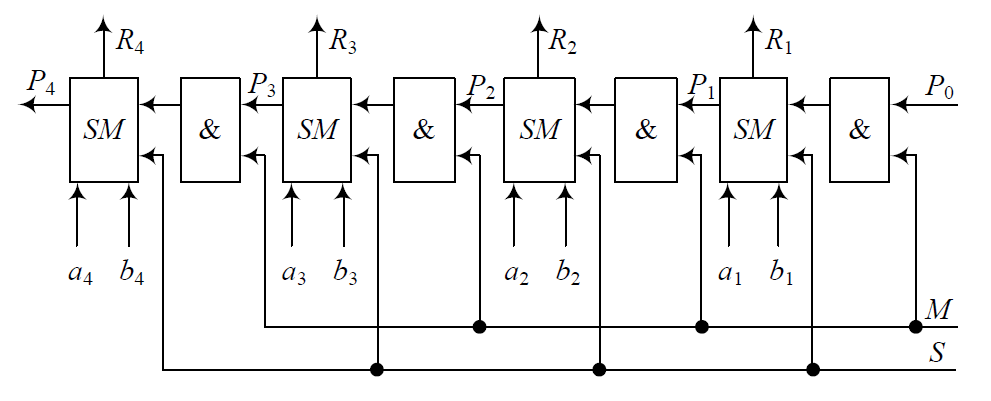 R₄ R₃ R₂ R₁
P₄ P₃ P₂ P₁ P₀
SM & SM & SM & SM &
a₄ b₄ a₃ b₃ a₂ b₂ a₁ b₁
M
S